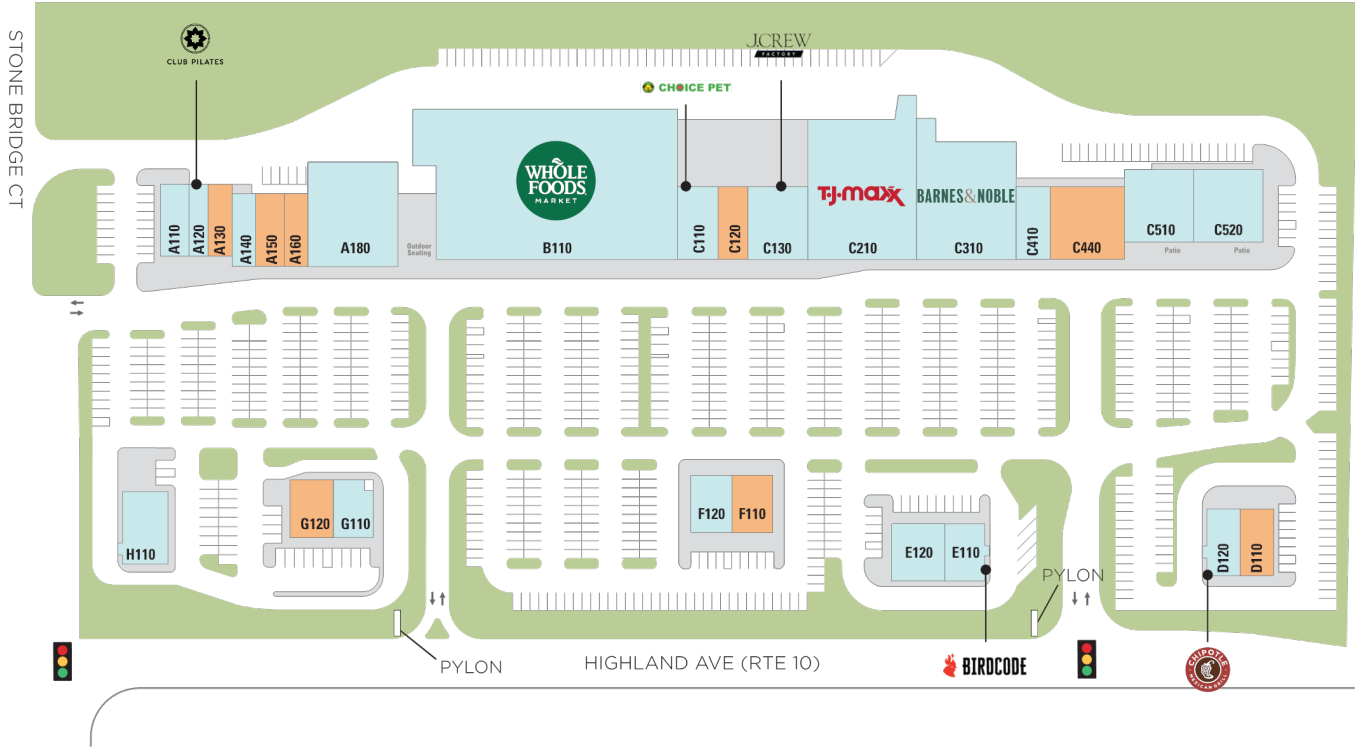 STONE BRIDGE CT
CLUB PILATES
J.CREW
FACTORY
CHOICE PET
WHOLE
FOODS
MARKET
T•J•maxx
BARNES&NOBLE
A110
A120
A130
A140
A150
A160
A180
Outdoor
Seating
B110
C110
C120
C130
C210
C310
C410
C440
C510
Patio
C520
Patio
H110
G120
G110
F120
F110
E120
E110
D120
D110
PYLON
PYLON
HIGHLAND AVE (RTE 10)
BIRDCODE
CHIPOTLE
MEXICAN GRILL